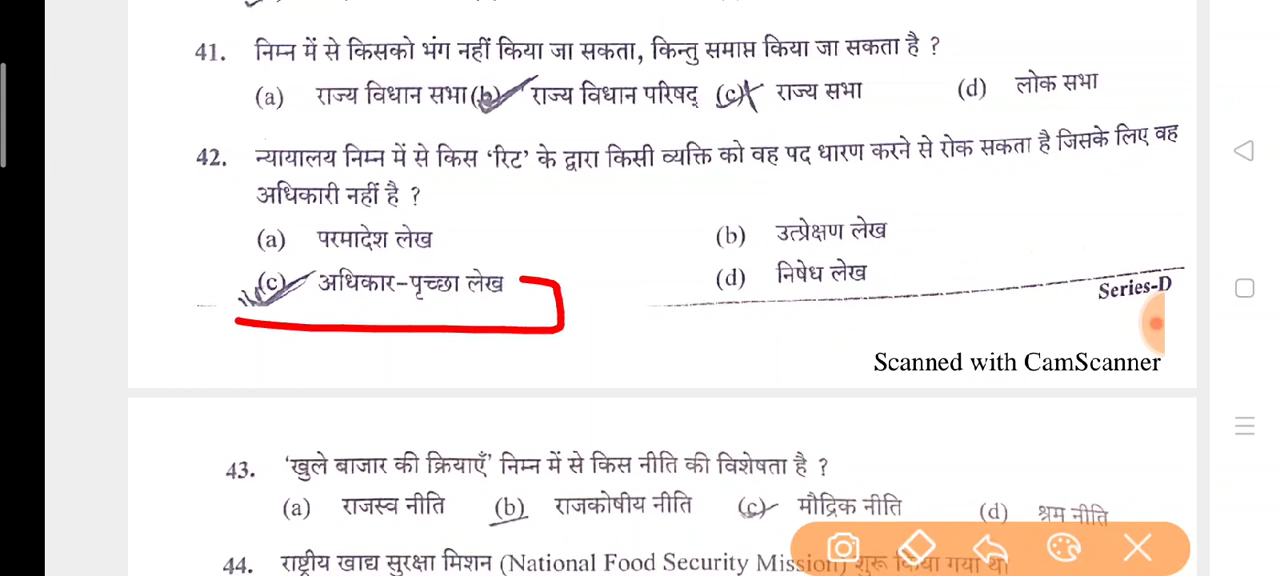 41. निम्न में से किसको भंग नहीं किया जा सकता, किन्तु समाप्त किया जा सकता है ?
(a) राज्य विधान सभा (b) राज्य विधान परिषद् (c) राज्य सभा (d) लोक सभा
42. न्यायालय निम्न में से किस ‘रिट’ के द्वारा किसी व्यक्ति को वह पद धारण करने से रोक सकता है जिसके लिए वह
अधिकारी नहीं है ?
(a) परमादेश लेख (b) उत्प्रेक्षण लेख
(c) अधिकार-पृच्छा लेख (d) निषेध लेख
Series-D
Scanned with CamScanner
43. ‘खुले बाजार की क्रियाएँ’ निम्न में से किस नीति की विशेषता है ?
(a) राजस्व नीति (b) राजकोषीय नीति (c) मौद्रिक नीति (d) श्रम नीति
44. राष्ट्रीय खाद्य सुरक्षा मिशन (National Food Security Mission) शुरू किया गया था